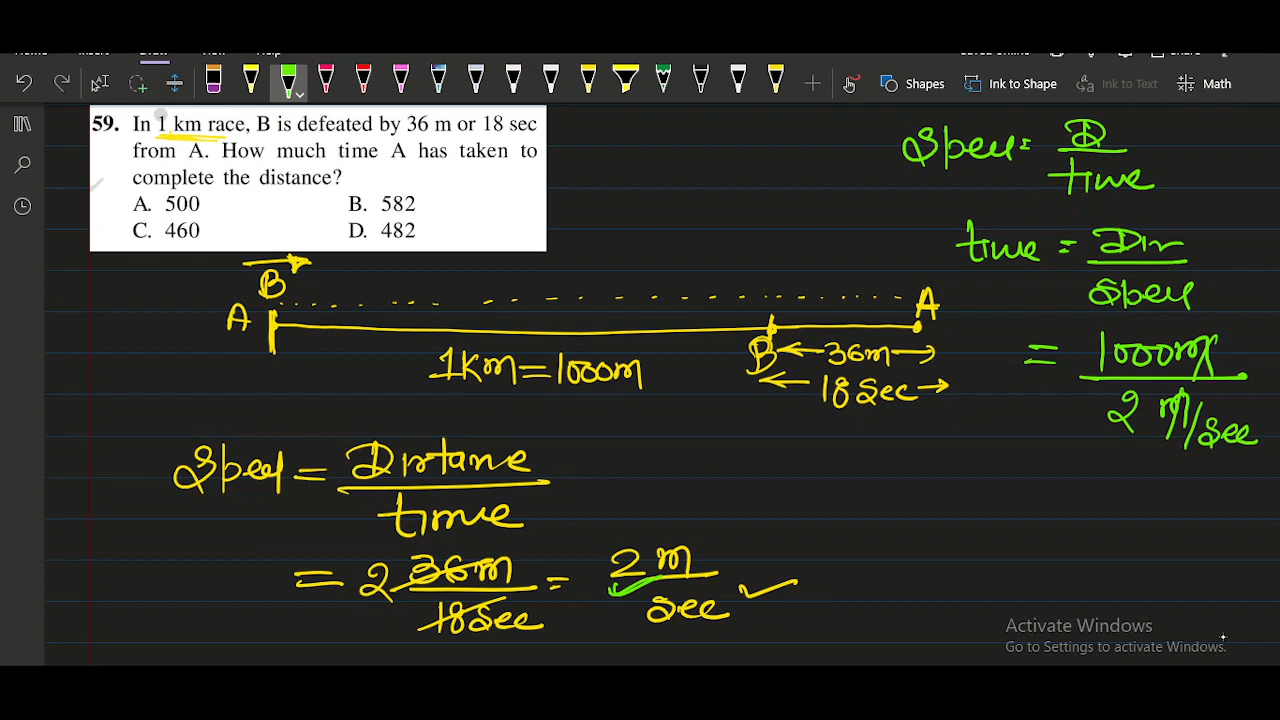 Shapes Ink to Shape Ink to Text Math
59. In 1 km race, B is defeated by 36 m or 18 sec
from A. How much time A has taken to
complete the distance?
A. 500 B. 582
C. 460 D. 482
B
A A
1Km = 1000m
B 36m
18 Sec
Speed = Distance
time
= 2 36m = 2 m
18 Sec Sec
Speed = D
time
time = Dis
Speed
= 1000m
2 m/Sec
Activate Windows
Go to Settings to activate Windows.